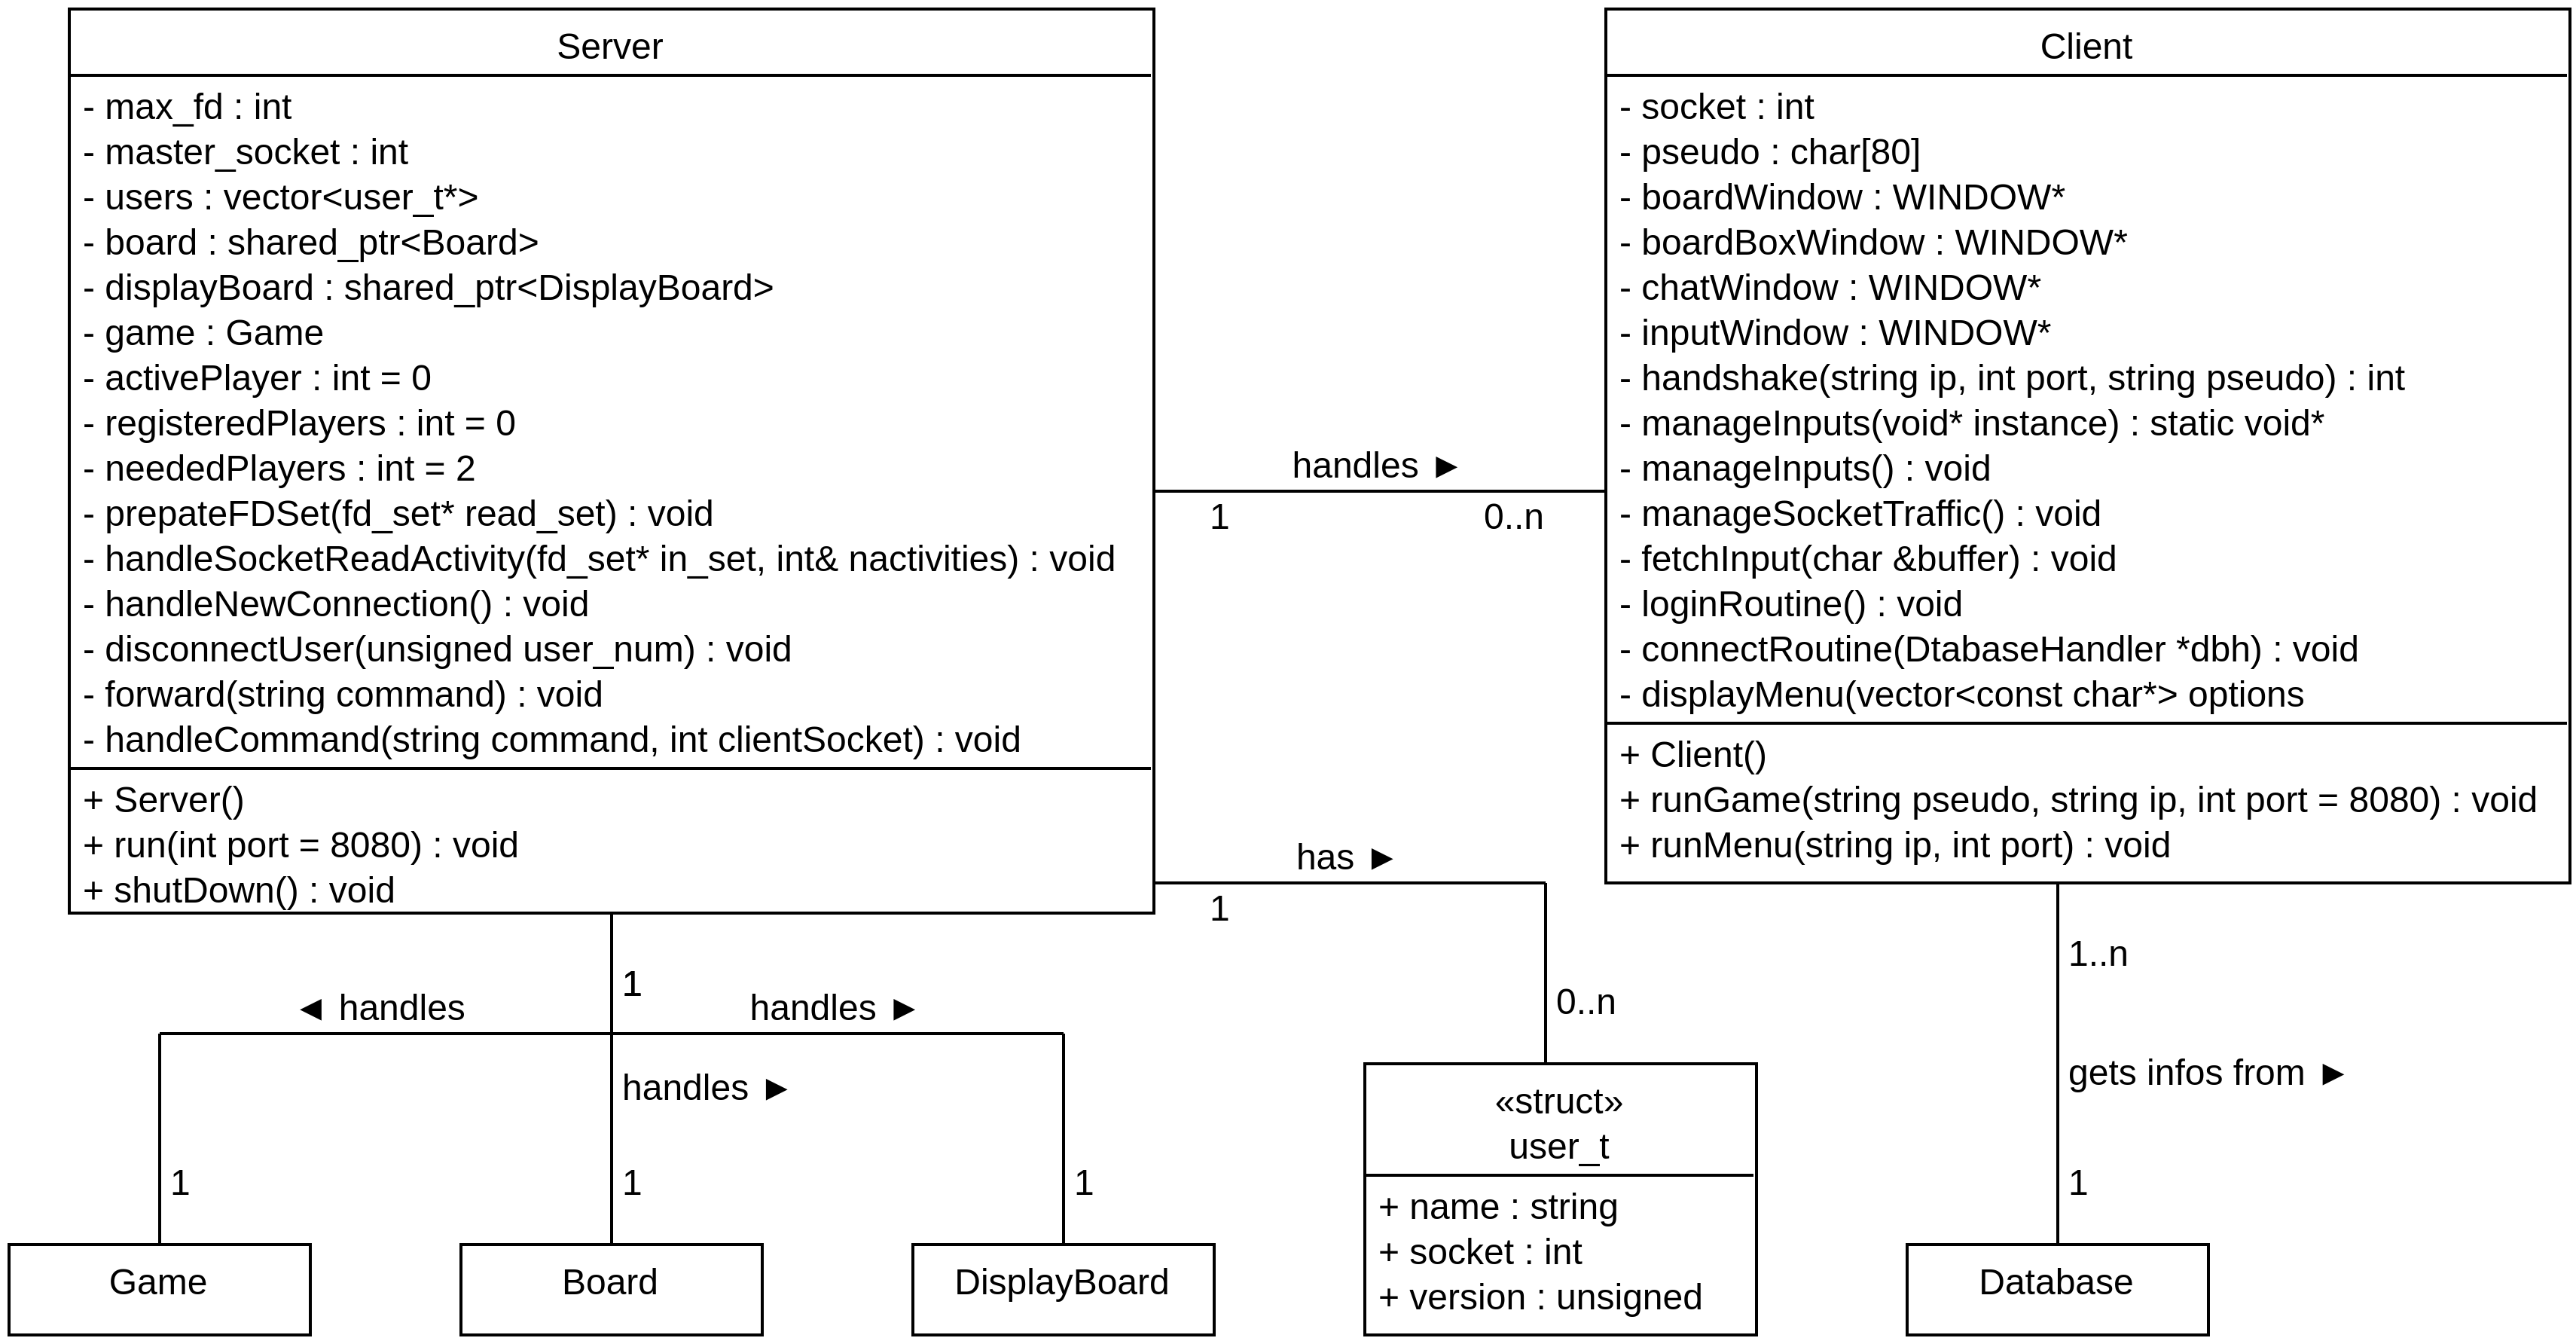 Server
- max_fd : int
- master_socket : int
- users : vector<user_t*>
- board : shared_ptr<Board>
- displayBoard : shared_ptr<DisplayBoard>
- game : Game
- activePlayer : int = 0
- registeredPlayers : int = 0
- neededPlayers : int = 2
- prepateFDSet(fd_set* read_set) : void
- handleSocketReadActivity(fd_set* in_set, int& nactivities) : void
- handleNewConnection() : void
- disconnectUser(unsigned user_num) : void
- forward(string command) : void
- handleCommand(string command, int clientSocket) : void
+ Server()
+ run(int port = 8080) : void
+ shutDown() : void
handles ►
1
0..n
Client
- socket : int
- pseudo : char[80]
- boardWindow : WINDOW*
- boardBoxWindow : WINDOW*
- chatWindow : WINDOW*
- inputWindow : WINDOW*
- handshake(string ip, int port, string pseudo) : int
- manageInputs(void* instance) : static void*
- manageInputs() : void
- manageSocketTraffic() : void
- fetchInput(char &buffer) : void
- loginRoutine() : void
- connectRoutine(DtabaseHandler *dbh) : void
- displayMenu(vector<const char*> options
+ Client()
+ runGame(string pseudo, string ip, int port = 8080) : void
+ runMenu(string ip, int port) : void
has ►
1
0..n
1
◄ handles
handles ►
handles ►
1
1
1
1..n
gets infos from ►
1
Game
Board
DisplayBoard
«struct»
user_t
+ name : string
+ socket : int
+ version : unsigned
Database